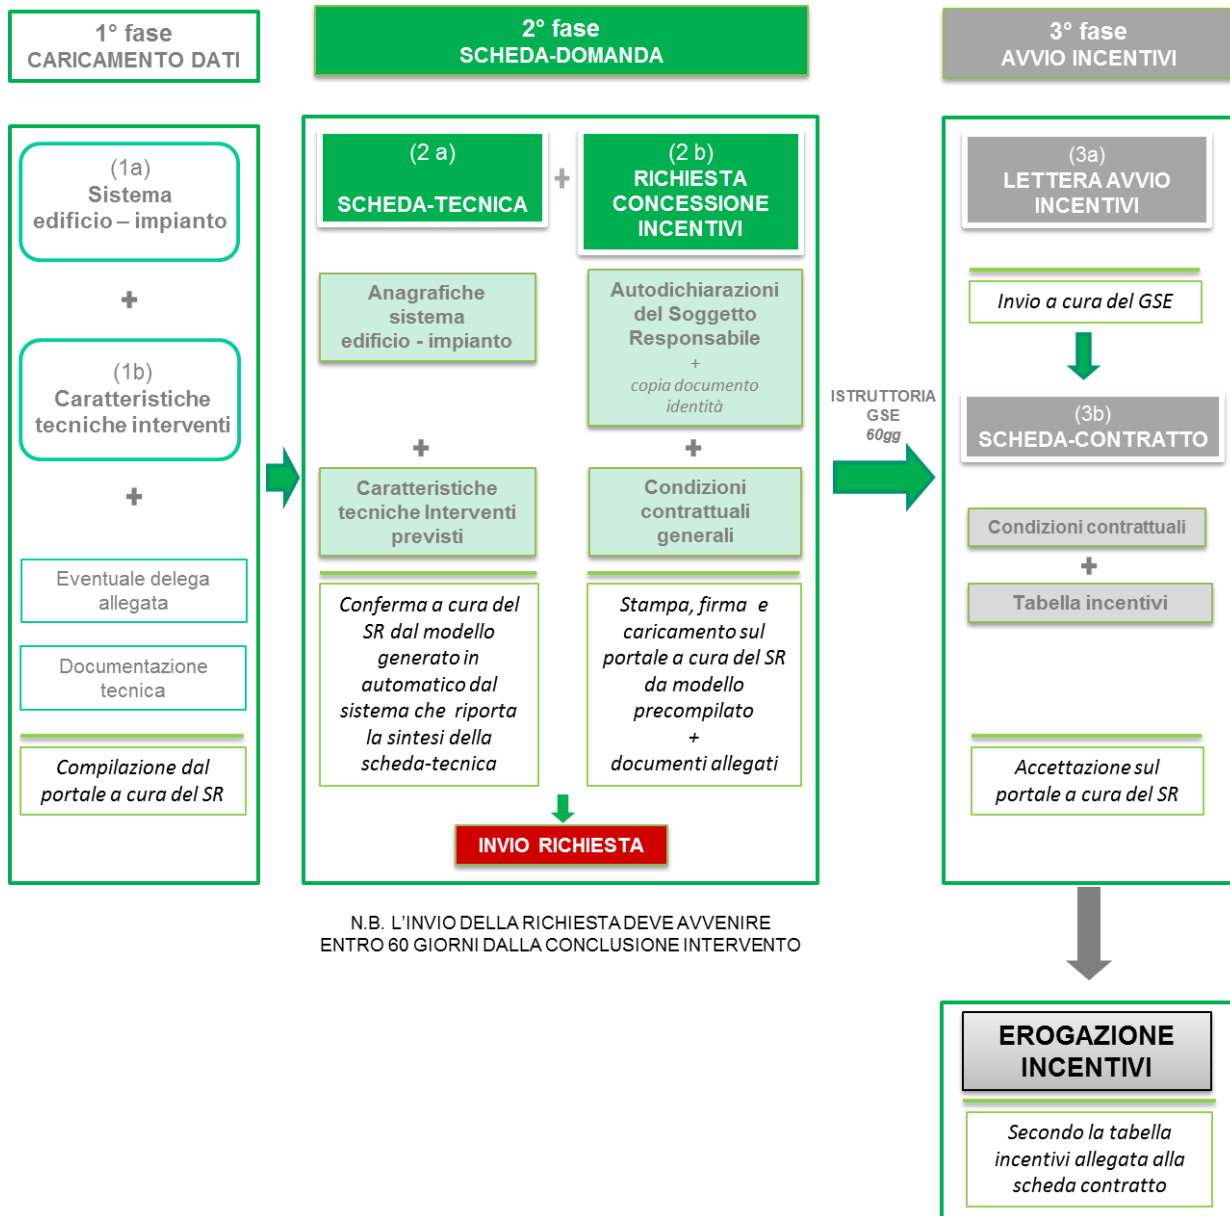 1° fase
CARICAMENTO DATI
2° fase
SCHEDA-DOMANDA
3° fase
AVVIO INCENTIVI
(1a)
Sistema
edificio – impianto
+
(1b)
Caratteristiche
tecniche interventi
+
Eventuale delega
allegata
Documentazione
tecnica
Compilazione dal
portale a cura del SR
(2 a)
SCHEDA-TECNICA
+
(2 b)
RICHIESTA
CONCESSIONE
INCENTIVI
Anagrafiche
sistema
edificio - impianto
+
Caratteristiche
tecniche Interventi
previsti
Conferma a cura del
SR dal modello
generato in
automatico dal
sistema che riporta
la sintesi della
scheda-tecnica
Autodichiarazioni
del Soggetto
Responsabile
+
copia documento
identità
+
Condizioni
contrattuali
generali
Stampa, firma e
caricamento sul
portale a cura del SR
da modello
precompilato
+
documenti allegati
INVIO RICHIESTA
N.B. L'INVIO DELLA RICHIESTA DEVE AVVENIRE
ENTRO 60 GIORNI DALLA CONCLUSIONE INTERVENTO
ISTRUTTORIA
GSE
60gg
(3a)
LETTERA AVVIO
INCENTIVI
Invio a cura del GSE
(3b)
SCHEDA-CONTRATTO
Condizioni contrattuali
+
Tabella incentivi
Accettazione sul
portale a cura del SR
EROGAZIONE
INCENTIVI
Secondo la tabella
incentivi allegata alla
scheda contratto